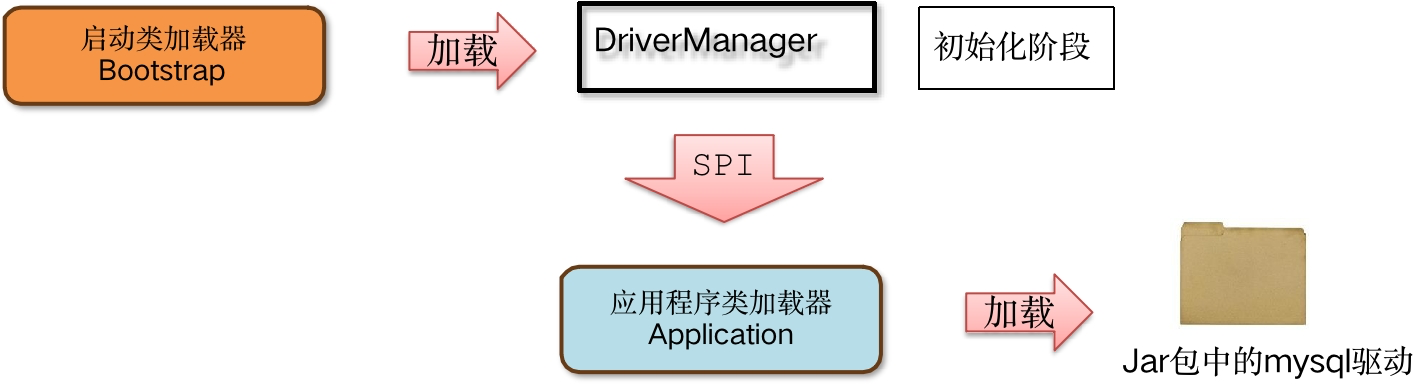 启动类加载器
Bootstrap
加载
DriverManager
初始化阶段
SPI
应用程序类加载器
Application
加载
Jar包中的mysql驱动